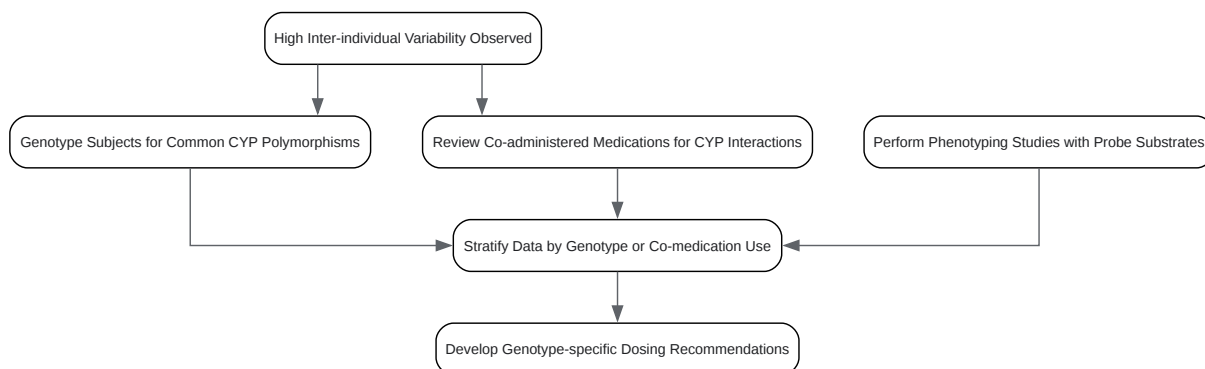 High Inter-individual Variability Observed
Genotype Subjects for Common CYP Polymorphisms
Review Co-administered Medications for CYP Interactions
Perform Phenotyping Studies with Probe Substrates
Stratify Data by Genotype or Co-medication Use
Develop Genotype-specific Dosing Recommendations